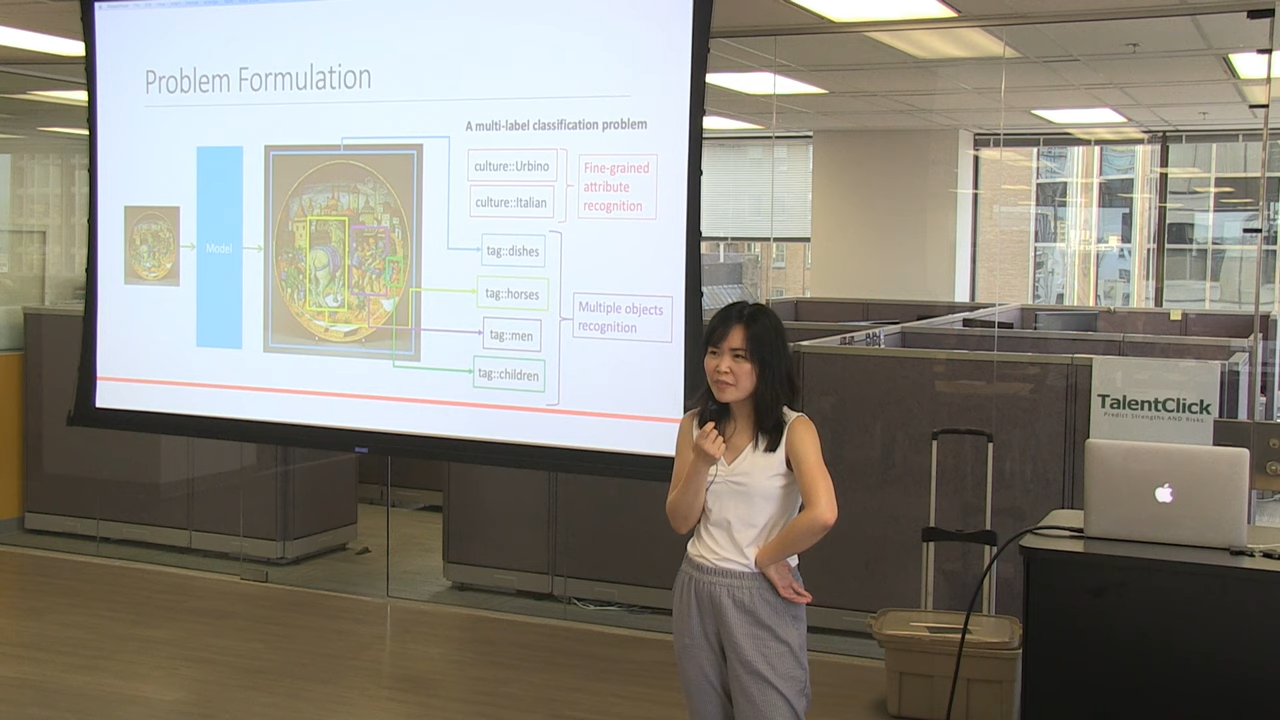 Problem Formulation
A multi-label classification problem
culture::Urbino
culture::Italian
Fine-grained
attribute
recognition
Model
tag::dishes
tag::horses
tag::men
tag::children
Multiple objects
recognition
TalentClick
Predict Strengths AND Risks